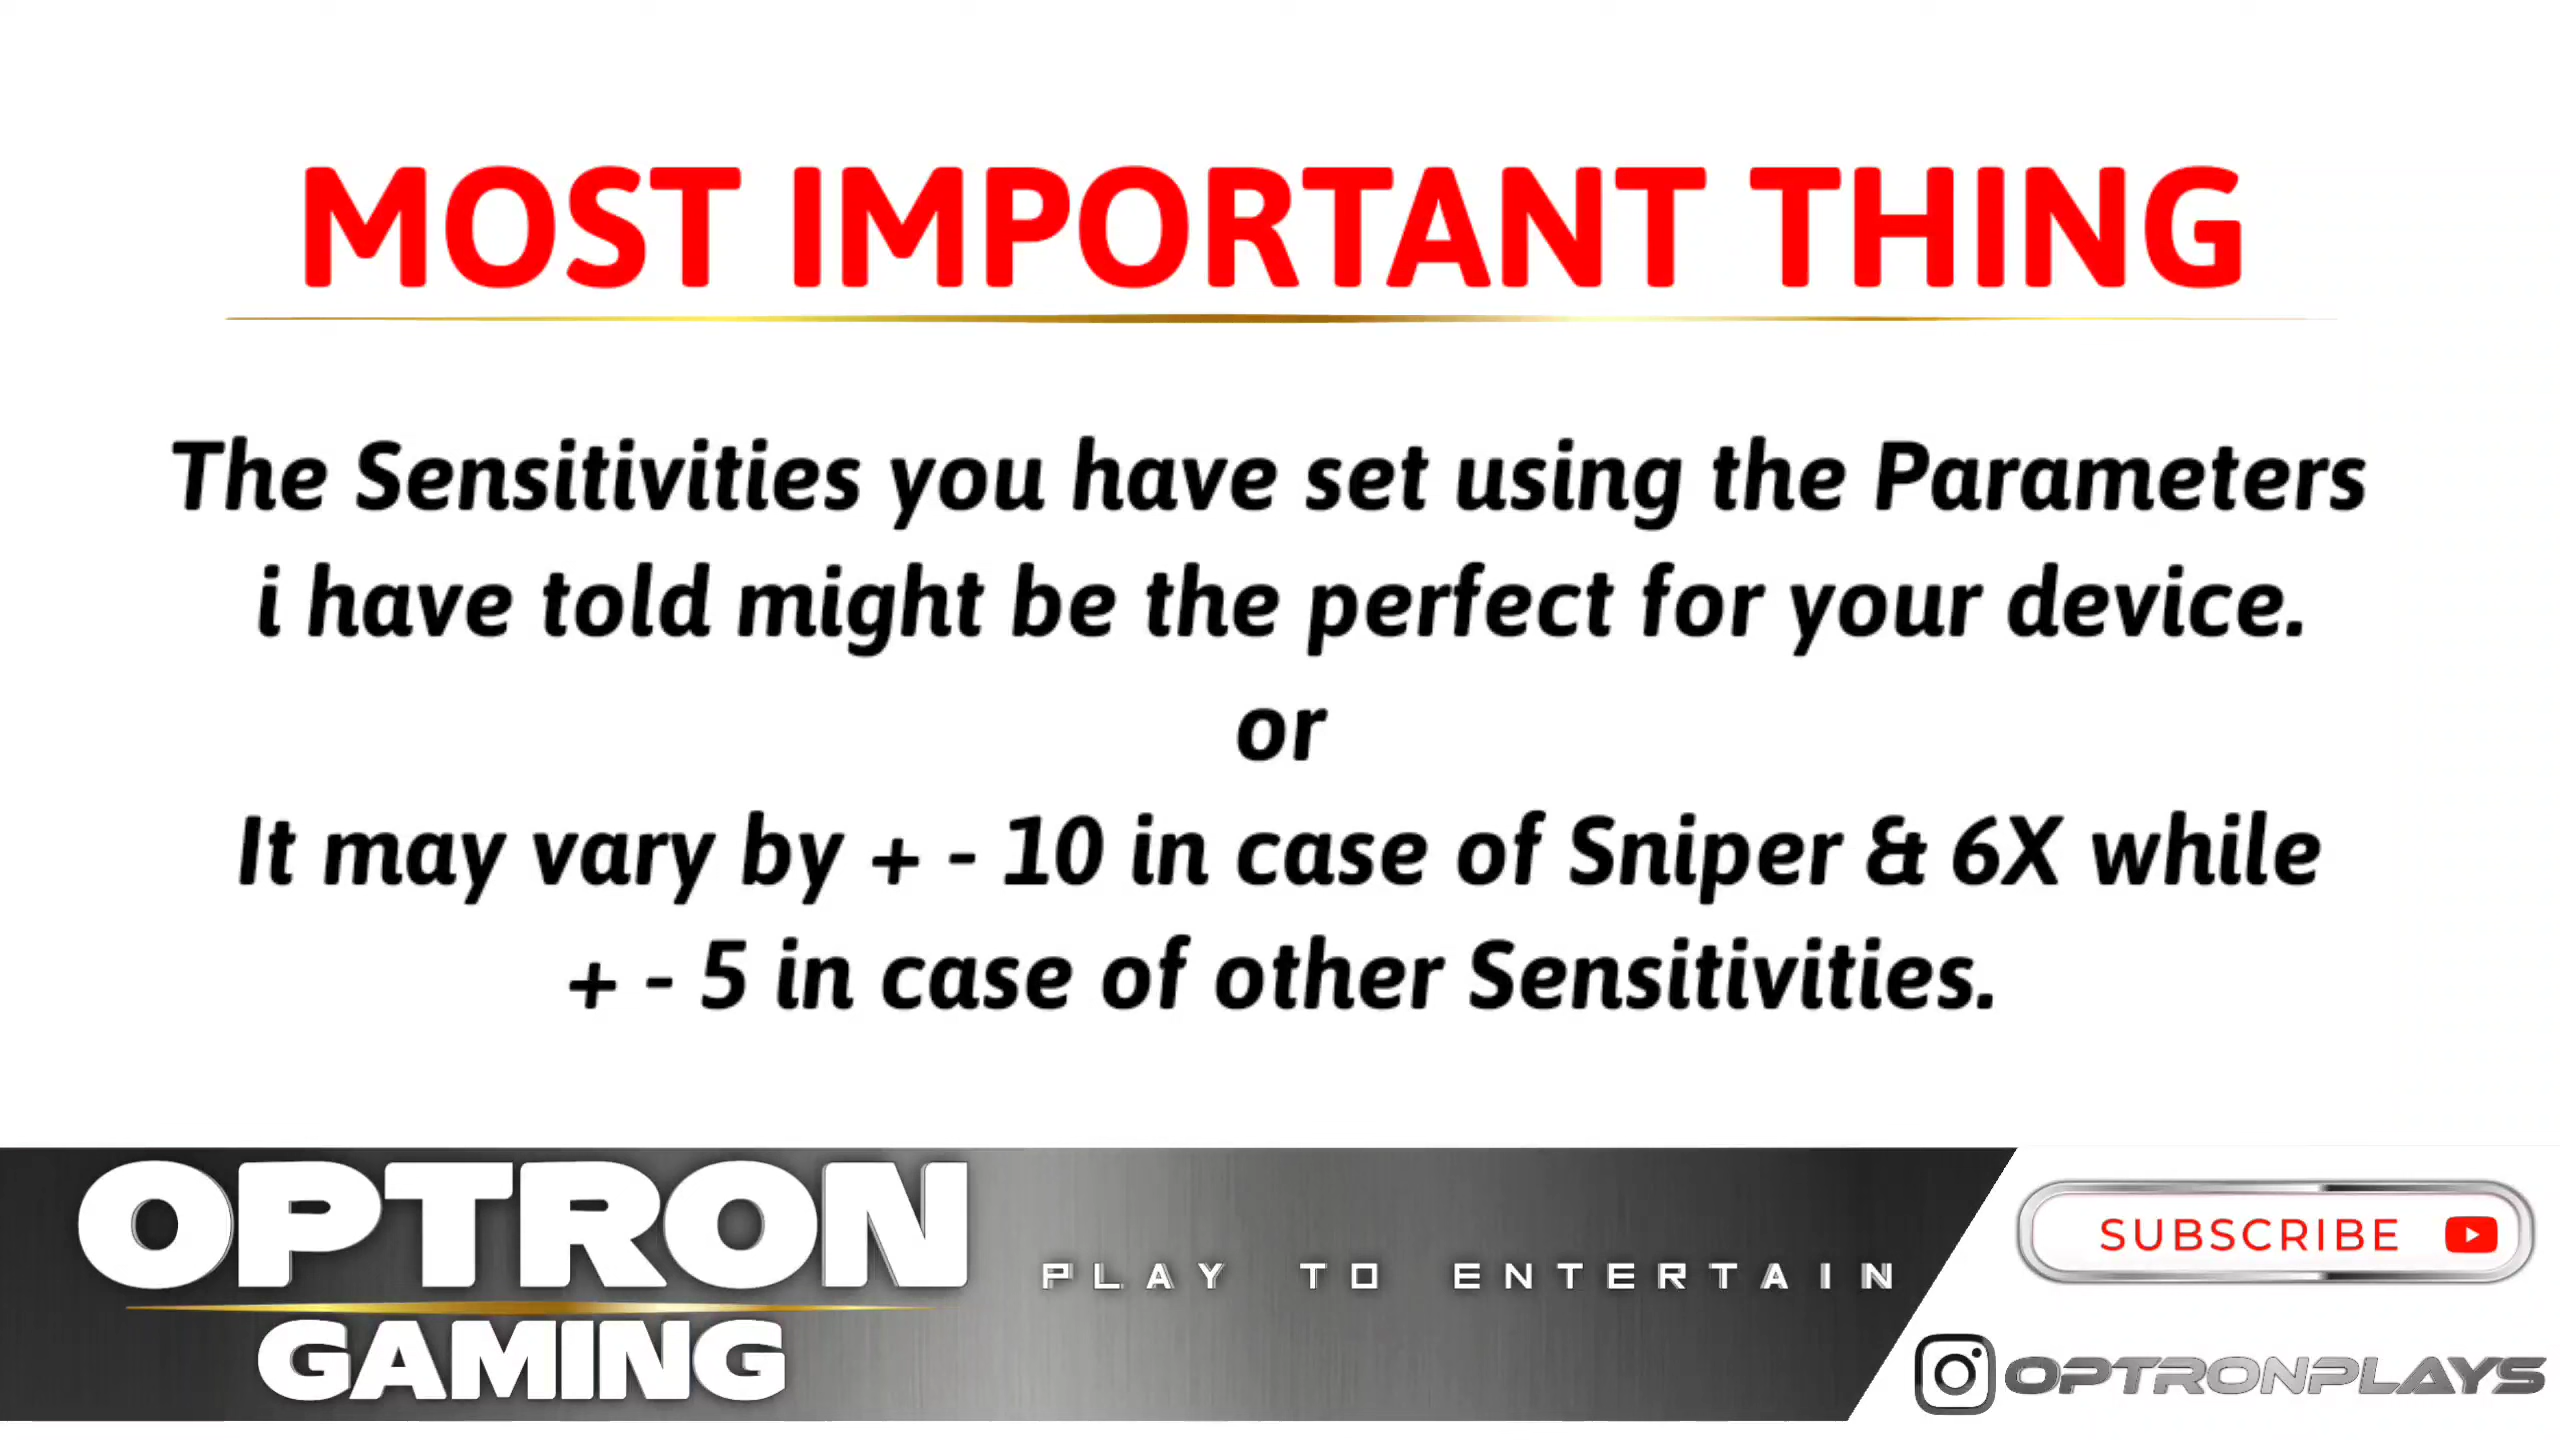 MOST IMPORTANT THING
The Sensitivities you have set using the Parameters
i have told might be the perfect for your device.
or
It may vary by + - 10 in case of Sniper & 6X while
+ - 5 in case of other Sensitivities.
OPTRON
GAMING
PLAY TO ENTERTAIN
SUBSCRIBE
OPTRONPLAYS